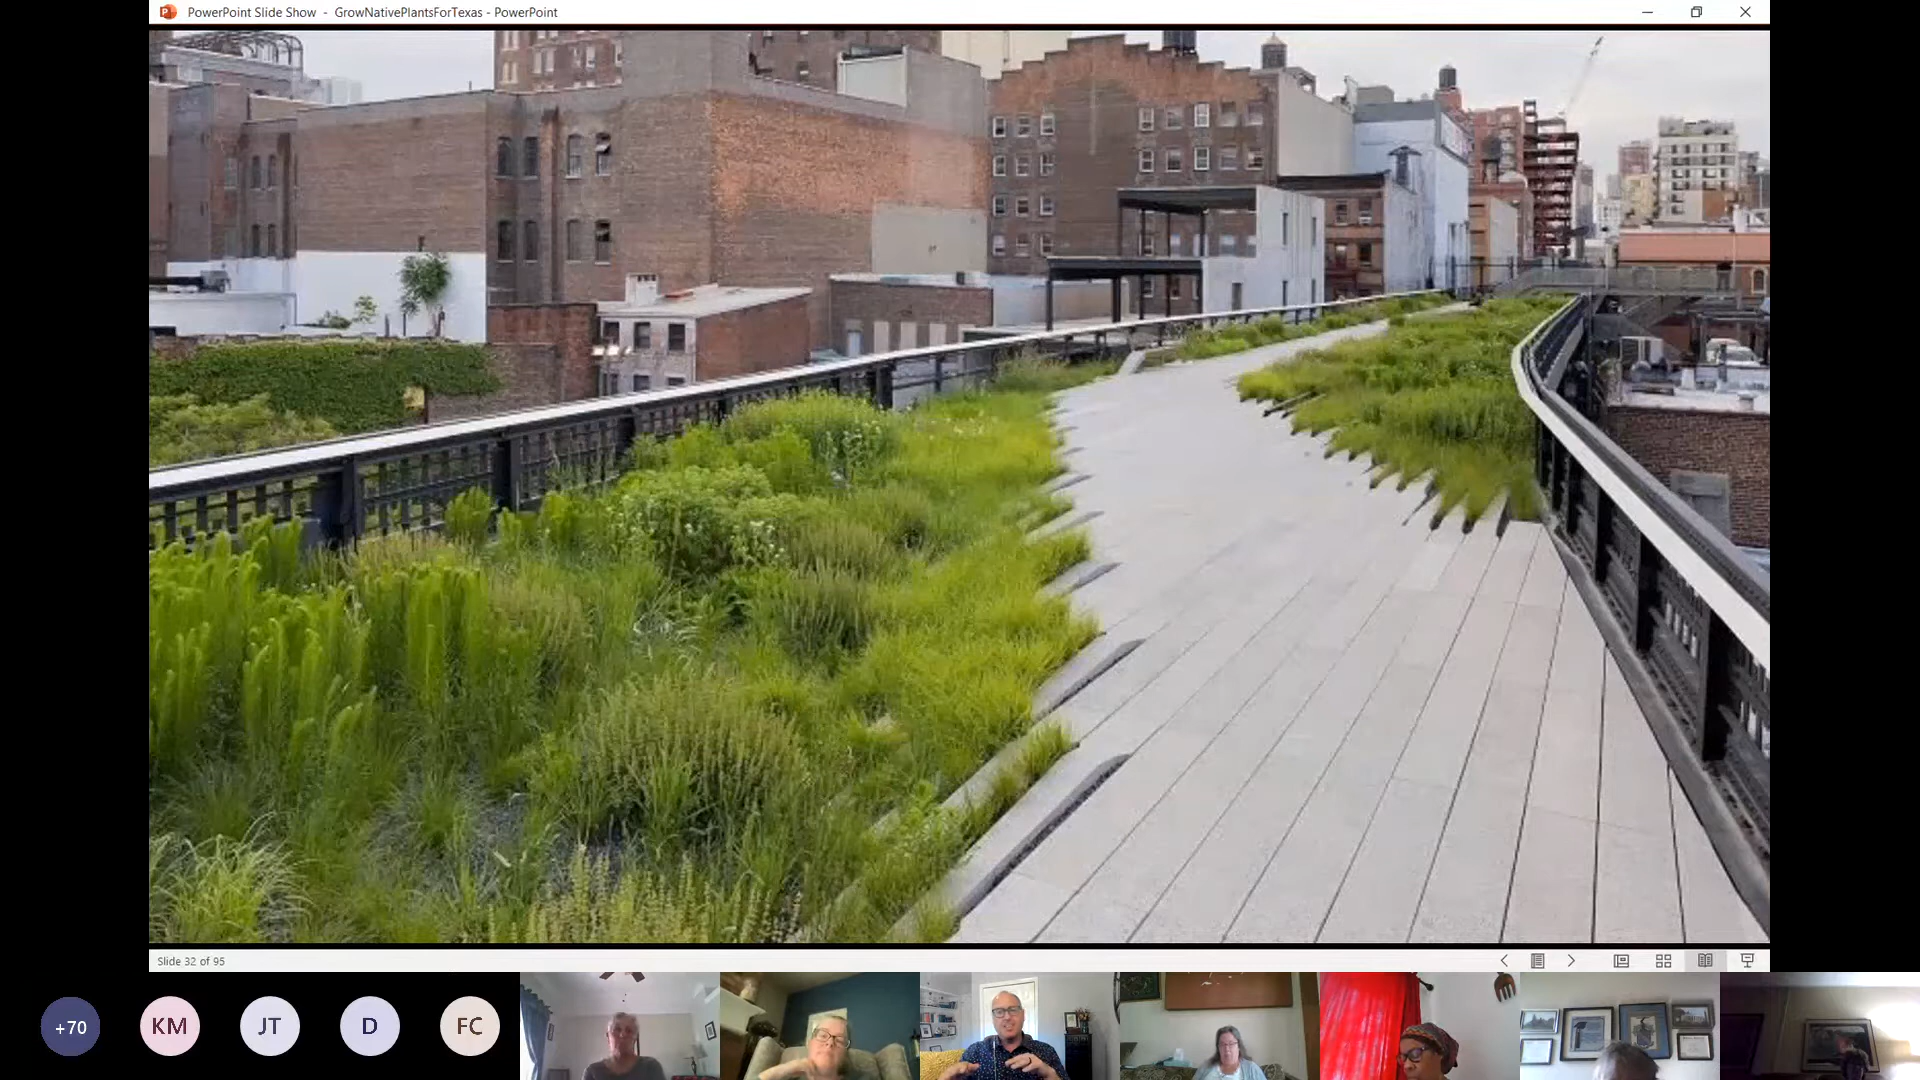 PowerPoint Slide Show - GrowNativePlantsForTexas - PowerPoint
Slide 32 of 95
+70
KM
JT
D
FC